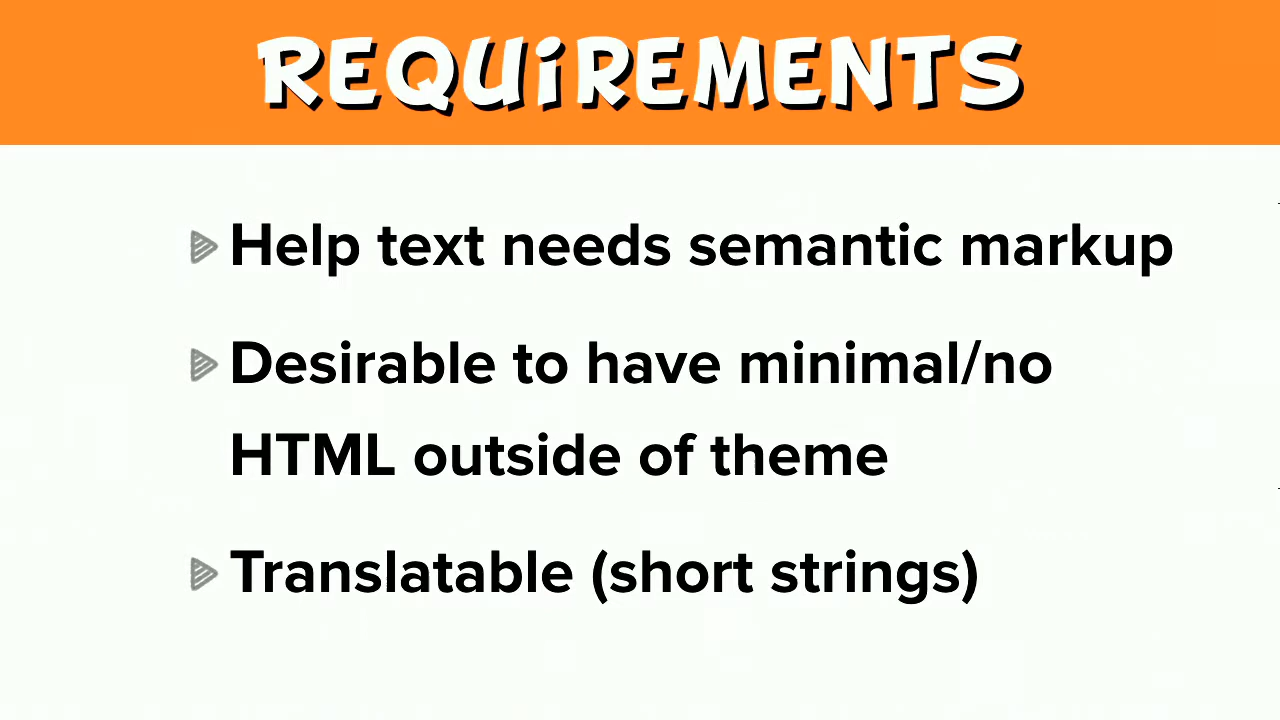 REQUiREMENTS
Help text needs semantic markup
Desirable to have minimal/no
HTML outside of theme
Translatable (short strings)